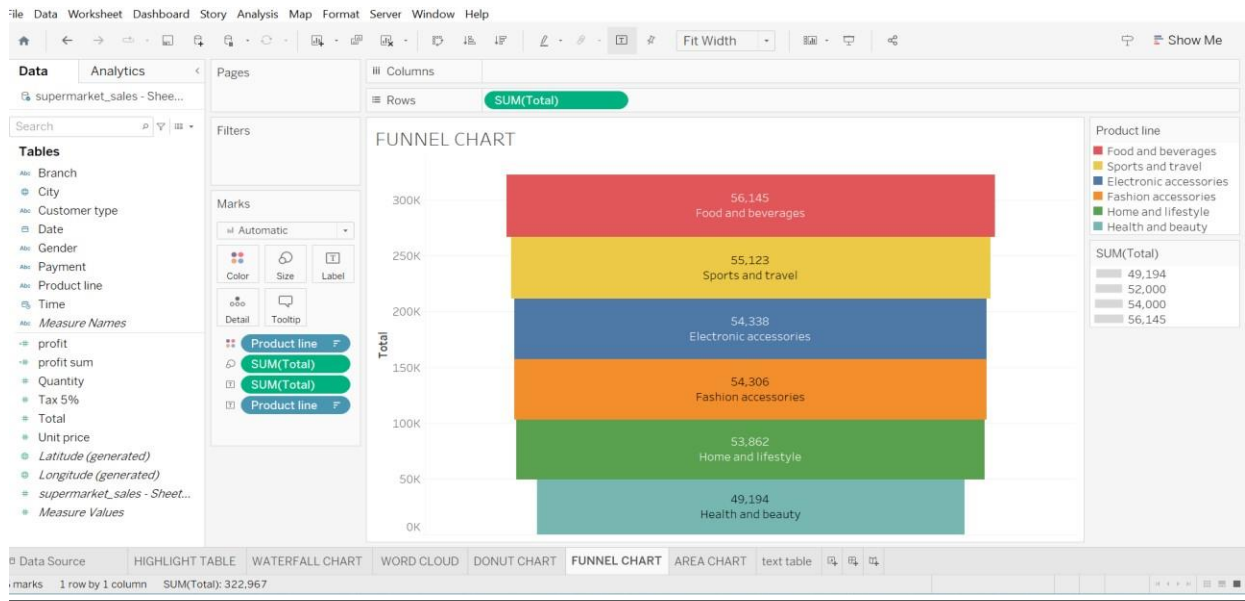 File Data Worksheet Dashboard Story Analysis Map Format Server Window Help
Fit Width
Show Me
Data Analytics
supermarket_sales - Shee...
Search
Tables
Abc Branch
City
Abc Customer type
Date
Abc Gender
Abc Payment
Abc Product line
Time
Abc Measure Names
profit
profit sum
Quantity
Tax 5%
Total
Unit price
Latitude (generated)
Longitude (generated)
supermarket_sales - Sheet...
Measure Values
Pages
Filters
Marks
Automatic
Color Size Label
Detail Tooltip
Product line
SUM(Total)
SUM(Total)
Product line
Columns
Rows SUM(Total)
FUNNEL CHART
Total
300K
250K
200K
150K
100K
50K
0K
56,145
Food and beverages
55,123
Sports and travel
54,338
Electronic accessories
54,306
Fashion accessories
53,862
Home and lifestyle
49,194
Health and beauty
Product line
Food and beverages
Sports and travel
Electronic accessories
Fashion accessories
Home and lifestyle
Health and beauty
SUM(Total)
49,194
52,000
54,000
56,145
Data Source HIGHLIGHT TABLE WATERFALL CHART WORD CLOUD DONUT CHART FUNNEL CHART AREA CHART text table
marks 1 row by 1 column SUM(Total): 322,967